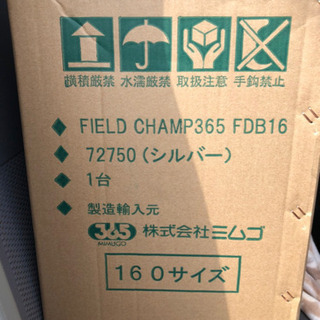 横積厳禁 水濡厳禁 取扱注意 手鈎禁止
◆ FIELD CHAMP365 FDB16
◆ 72750(シルバー)
◆ 1台
◆ 製造輸入元
365 株式会社ミムゴ
MIMUGO
160サイズ